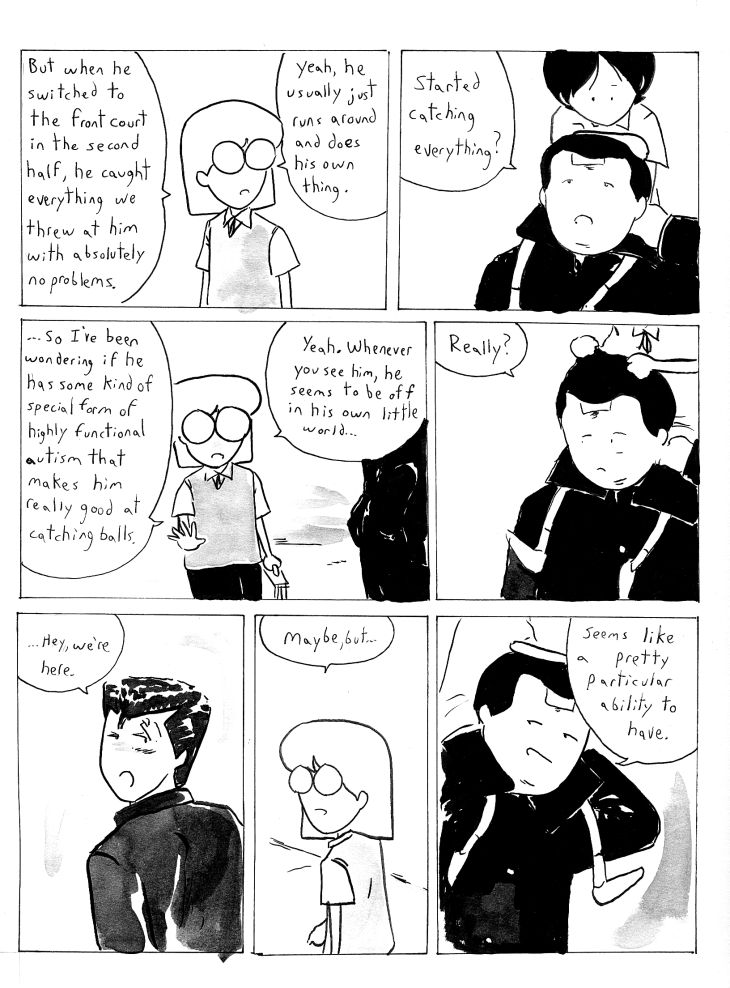 Started
catching
everything?
Yeah, he
usually just
runs around
and does
his own
thing.
But when he
switched to
the front court
in the second
half, he caught
everything we
threw at him
with absolutely
no problems.
Really?
Yeah. Whenever
you see him, he
seems to be off
in his own little
world...
...So I've been
wondering if he
has some kind of
special form of
highly functional
autism that
makes him
really good at
catching balls.
Seems like
a pretty
particular
ability to
have.
Maybe, but...
...Hey, we're
here.